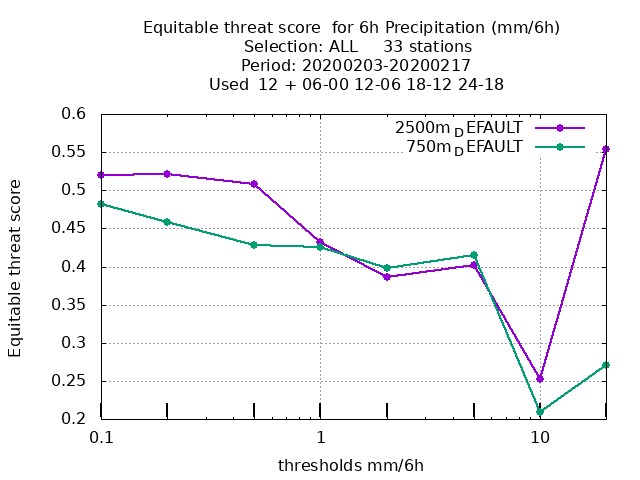 Equitable threat score  for 6h Precipitation (mm/6h)
Selection: ALL     33 stations
Period: 20200203-20200217
Used  12 + 06-00 12-06 18-12 24-18
2500m_DEFAULT
750m_DEFAULT
0.6
0.55
0.5
0.45
0.4
0.35
0.3
0.25
0.2
0.1 1 10
Equitable threat score
thresholds mm/6h